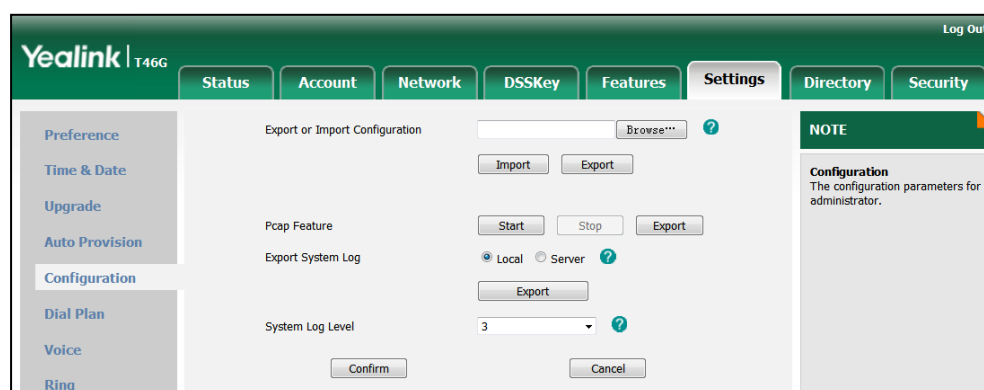 Log Out
Yealink T46G
Status Account Network DSSKey Features Settings Directory Security
Preference
Time & Date
Upgrade
Auto Provision
Configuration
Dial Plan
Voice
Ring
Export or Import Configuration Browse...
Import Export
Pcap Feature Start Stop Export
Export System Log Local Server
Export
System Log Level 3
Confirm Cancel
NOTE
Configuration
The configuration parameters for
administrator.